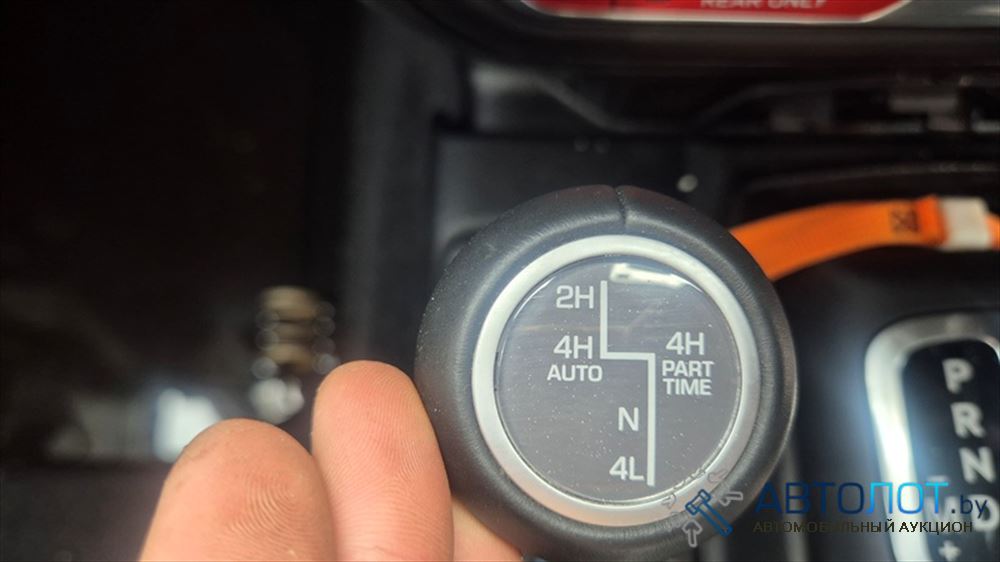 REAR ONLY
2H
4H
AUTO
4H
PART
TIME
N
4L
P
R
N
D
+
АВТОЛОТ.by
АВТОМОБИЛЬНЫЙ АУКЦИОН